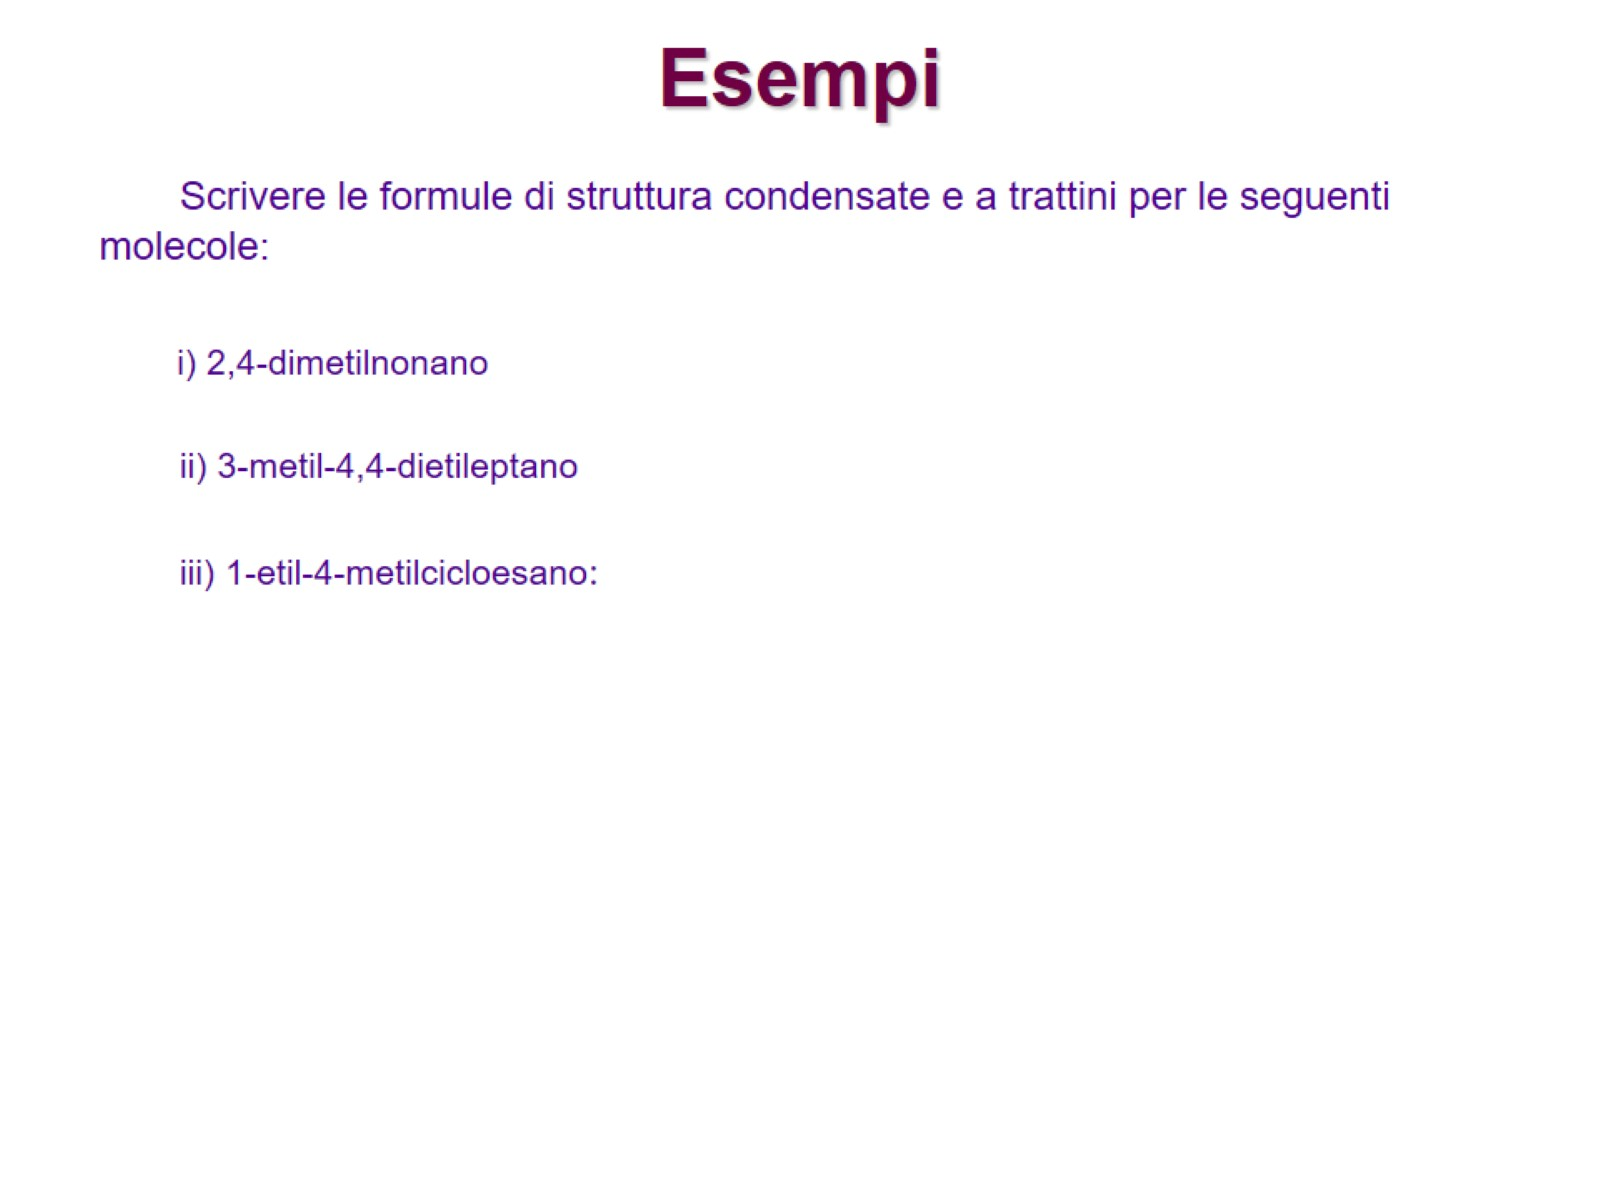 Esempi
Scrivere le formule di struttura condensate e a trattini per le seguenti
molecole:
i) 2,4-dimetilnonano
ii) 3-metil-4,4-dietileptano
iii) 1-etil-4-metilcicloesano: